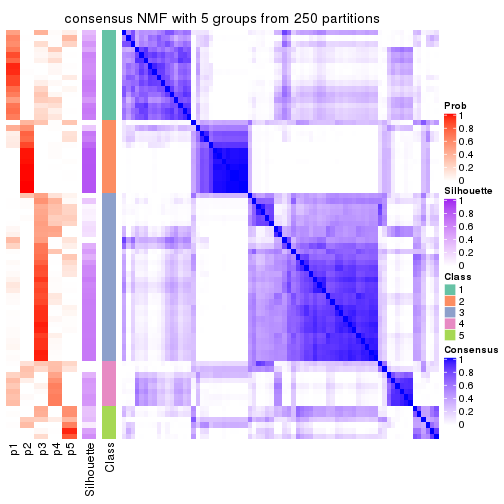 consensus NMF with 5 groups from 250 partitions
Prob
1
0.8
0.6
0.4
0.2
0
Silhouette
1
0.8
0.6
0.4
0.2
0
Class
1
2
3
4
5
Consensus
1
0.8
0.6
0.4
0.2
0
p1
p2
p3
p4
p5
Silhouette
Class